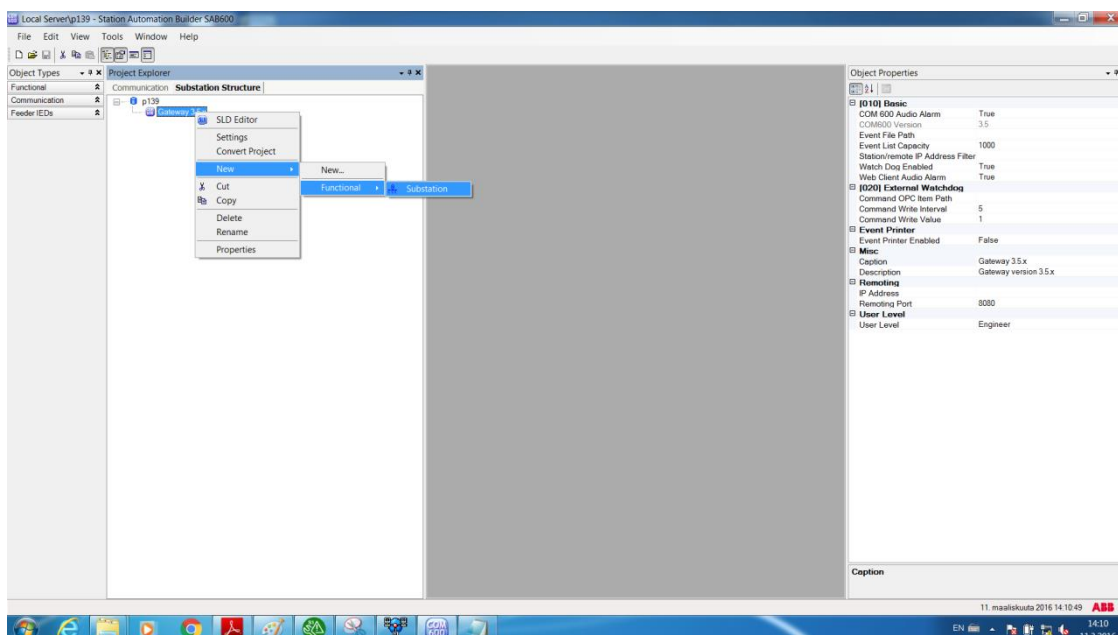 Local Server\p139 - Station Automation Builder SAB600
File Edit View Tools Window Help
Object Types
Functional
Communication
Feeder IEDs
Project Explorer
Communication Substation Structure
p139
Gateway 3.5.x
SLD Editor
Settings
Convert Project
New
Cut
Copy
Delete
Rename
Properties
New...
Functional
Substation
Object Properties
[010] Basic
COM 600 Audio Alarm True
COM600 Version 3.5
Event File Path
Event List Capacity 1000
Station/remote IP Address Filter
Watch Dog Enabled True
Web Client Audio Alarm True
[020] External Watchdog
Command OPC Item Path
Command Write Interval 5
Command Write Value 1
Event Printer
Event Printer Enabled False
Misc
Caption Gateway 3.5.x
Description Gateway version 3.5.x
Remoting
IP Address
Remoting Port 8080
User Level
User Level Engineer
Caption
11. maaliskuuta 2016 14:10:49 ABB
COM 600
EN 14:10